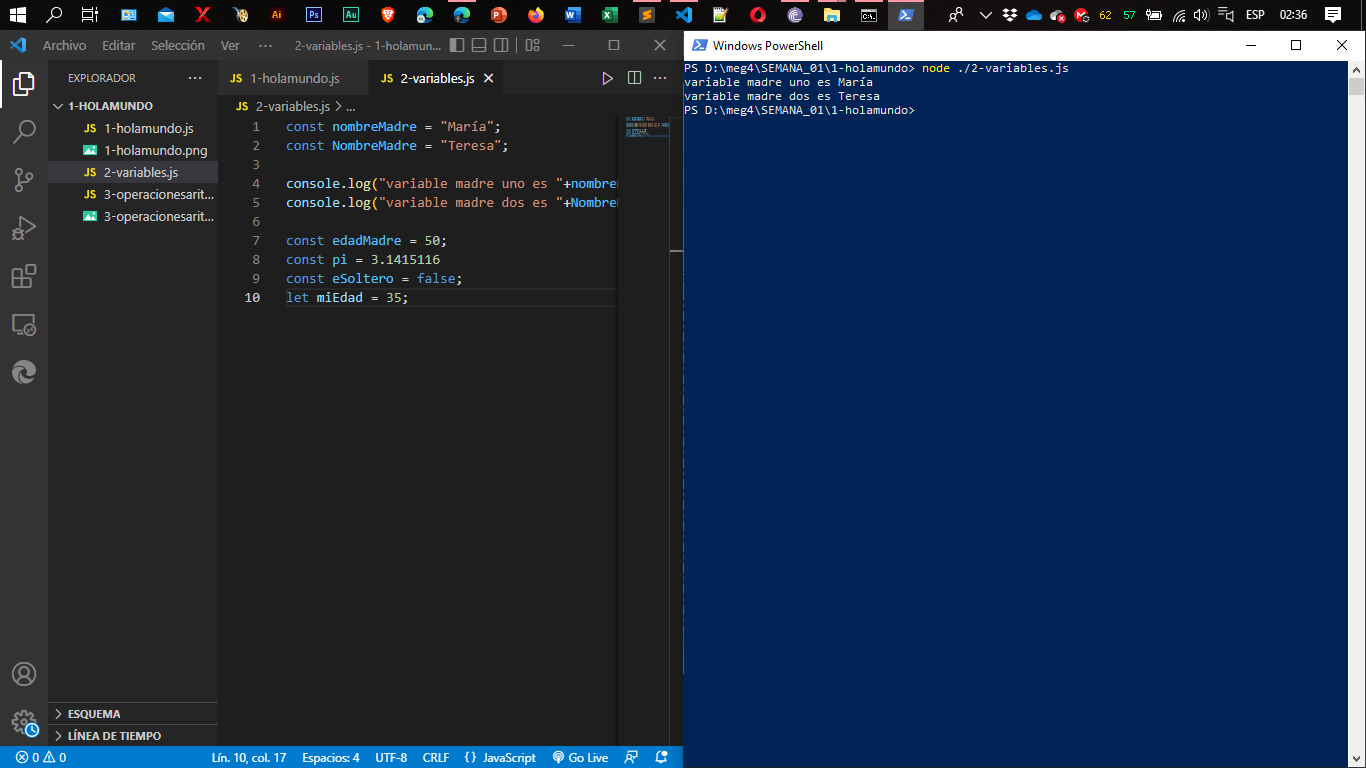 62 57 ESP 02:36
Archivo Editar Selección Ver ··· 2-variables.js - 1-holamun...
EXPLORADOR ···
1-HOLAMUNDO
JS 1-holamundo.js
1-holamundo.png
JS 2-variables.js
JS 3-operacionesarit...
3-operacionesarit...
ESQUEMA
LÍNEA DE TIEMPO
JS 1-holamundo.js JS 2-variables.js
JS 2-variables.js > ...
1 const nombreMadre = "María";
2 const NombreMadre = "Teresa";
3
4 console.log("variable madre uno es "+nombre
5 console.log("variable madre dos es "+Nombre
6
7 const edadMadre = 50;
8 const pi = 3.1415116
9 const eSoltero = false;
10 let miEdad = 35;
0 0 Lín. 10, col. 17 Espacios: 4 UTF-8 CRLF {} JavaScript Go Live
Windows PowerShell
PS D:\meg4\SEMANA_01\1-holamundo> node ./2-variables.js
variable madre uno es María
variable madre dos es Teresa
PS D:\meg4\SEMANA_01\1-holamundo>